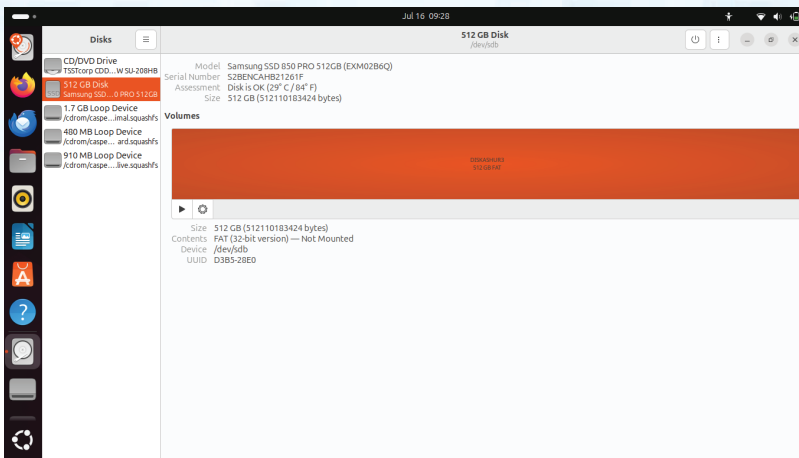 Jul 16 09:28
Disks
512 GB Disk
/dev/sdb
CD/DVD Drive
TSSTcorp CDD...W SU-208HB
512 GB Disk
Samsung SSD...0 PRO 512GB
1.7 GB Loop Device
/cdrom/caspe...imal.squashfs
480 MB Loop Device
/cdrom/caspe... ard.squashfs
910 MB Loop Device
/cdrom/caspe....live.squashfs
Model Samsung SSD 850 PRO 512GB (EXM02B6Q)
Serial Number S2BENCAHB21261F
Assessment Disk is OK (29° C / 84° F)
Size 512 GB (512110183424 bytes)
Volumes
512 GB FAT
Size 512 GB (512110183424 bytes)
Contents FAT (32-bit version) — Not Mounted
Device /dev/sdb
UUID D3B5-28E0